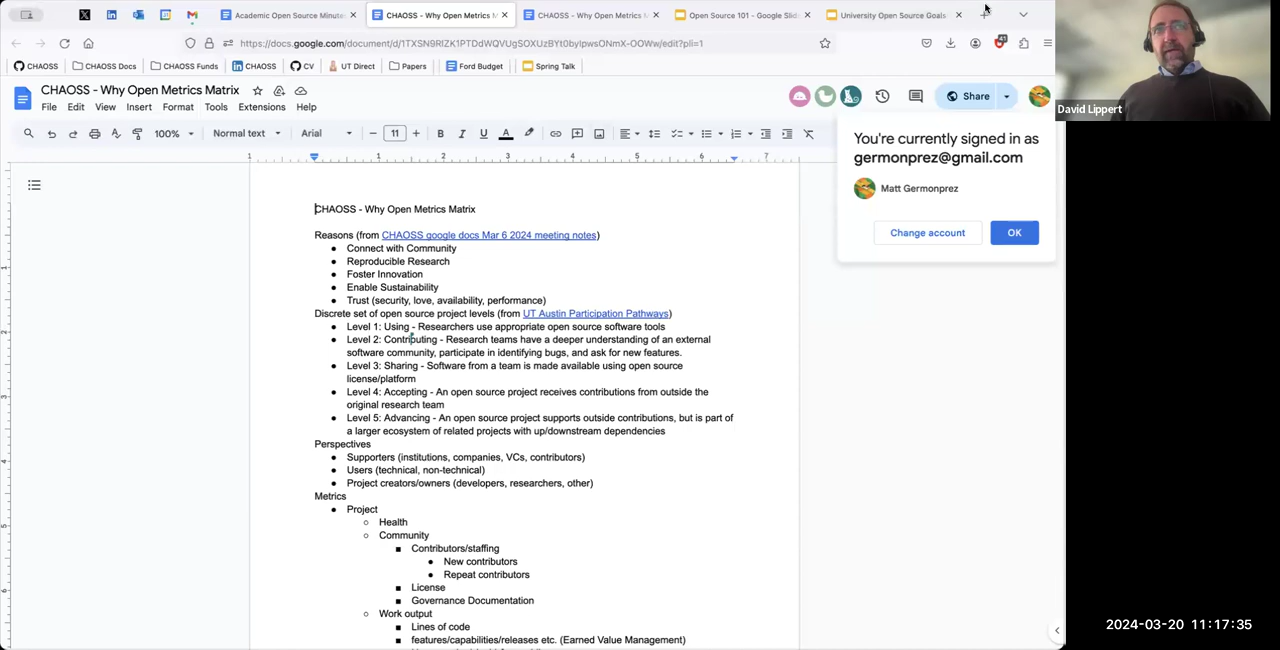 Academic Open Source Minute
CHAOSS - Why Open Metrics M
CHAOSS - Why Open Metrics M
Open Source 101 - Google Slid
University Open Source Goals
https://docs.google.com/document/d/1TXSN9RIZK1PTDdWQVUgSOXUzBYt0byIpwsONmX-OOWw/edit?pli=1
CHAOSS
CHAOSS Docs
CHAOSS Funds
CHAOSS
CV
UT Direct
Papers
Ford Budget
Spring Talk
CHAOSS - Why Open Metrics Matrix
File Edit View Insert Format Tools Extensions Help
Share
100% Normal text Arial 11
David Lippert
You're currently signed in as
germonprez@gmail.com
Matt Germonprez
Change account
OK
1 1 2 3 4 5 6 7
CHAOSS - Why Open Metrics Matrix
Reasons (from CHAOSS google docs Mar 6 2024 meeting notes)
● Connect with Community
● Reproducible Research
● Foster Innovation
● Enable Sustainability
● Trust (security, love, availability, performance)
Discrete set of open source project levels (from UT Austin Participation Pathways)
● Level 1: Using - Researchers use appropriate open source software tools
● Level 2: Contributing - Research teams have a deeper understanding of an external
software community, participate in identifying bugs, and ask for new features.
● Level 3: Sharing - Software from a team is made available using open source
license/platform
● Level 4: Accepting - An open source project receives contributions from outside the
original research team
● Level 5: Advancing - An open source project supports outside contributions, but is part of
a larger ecosystem of related projects with up/downstream dependencies
Perspectives
● Supporters (institutions, companies, VCs, contributors)
● Users (technical, non-technical)
● Project creators/owners (developers, researchers, other)
Metrics
● Project
○ Health
○ Community
■ Contributors/staffing
● New contributors
● Repeat contributors
■ License
■ Governance Documentation
○ Work output
■ Lines of code
■ features/capabilities/releases etc. (Earned Value Management)
2024-03-20 11:17:35